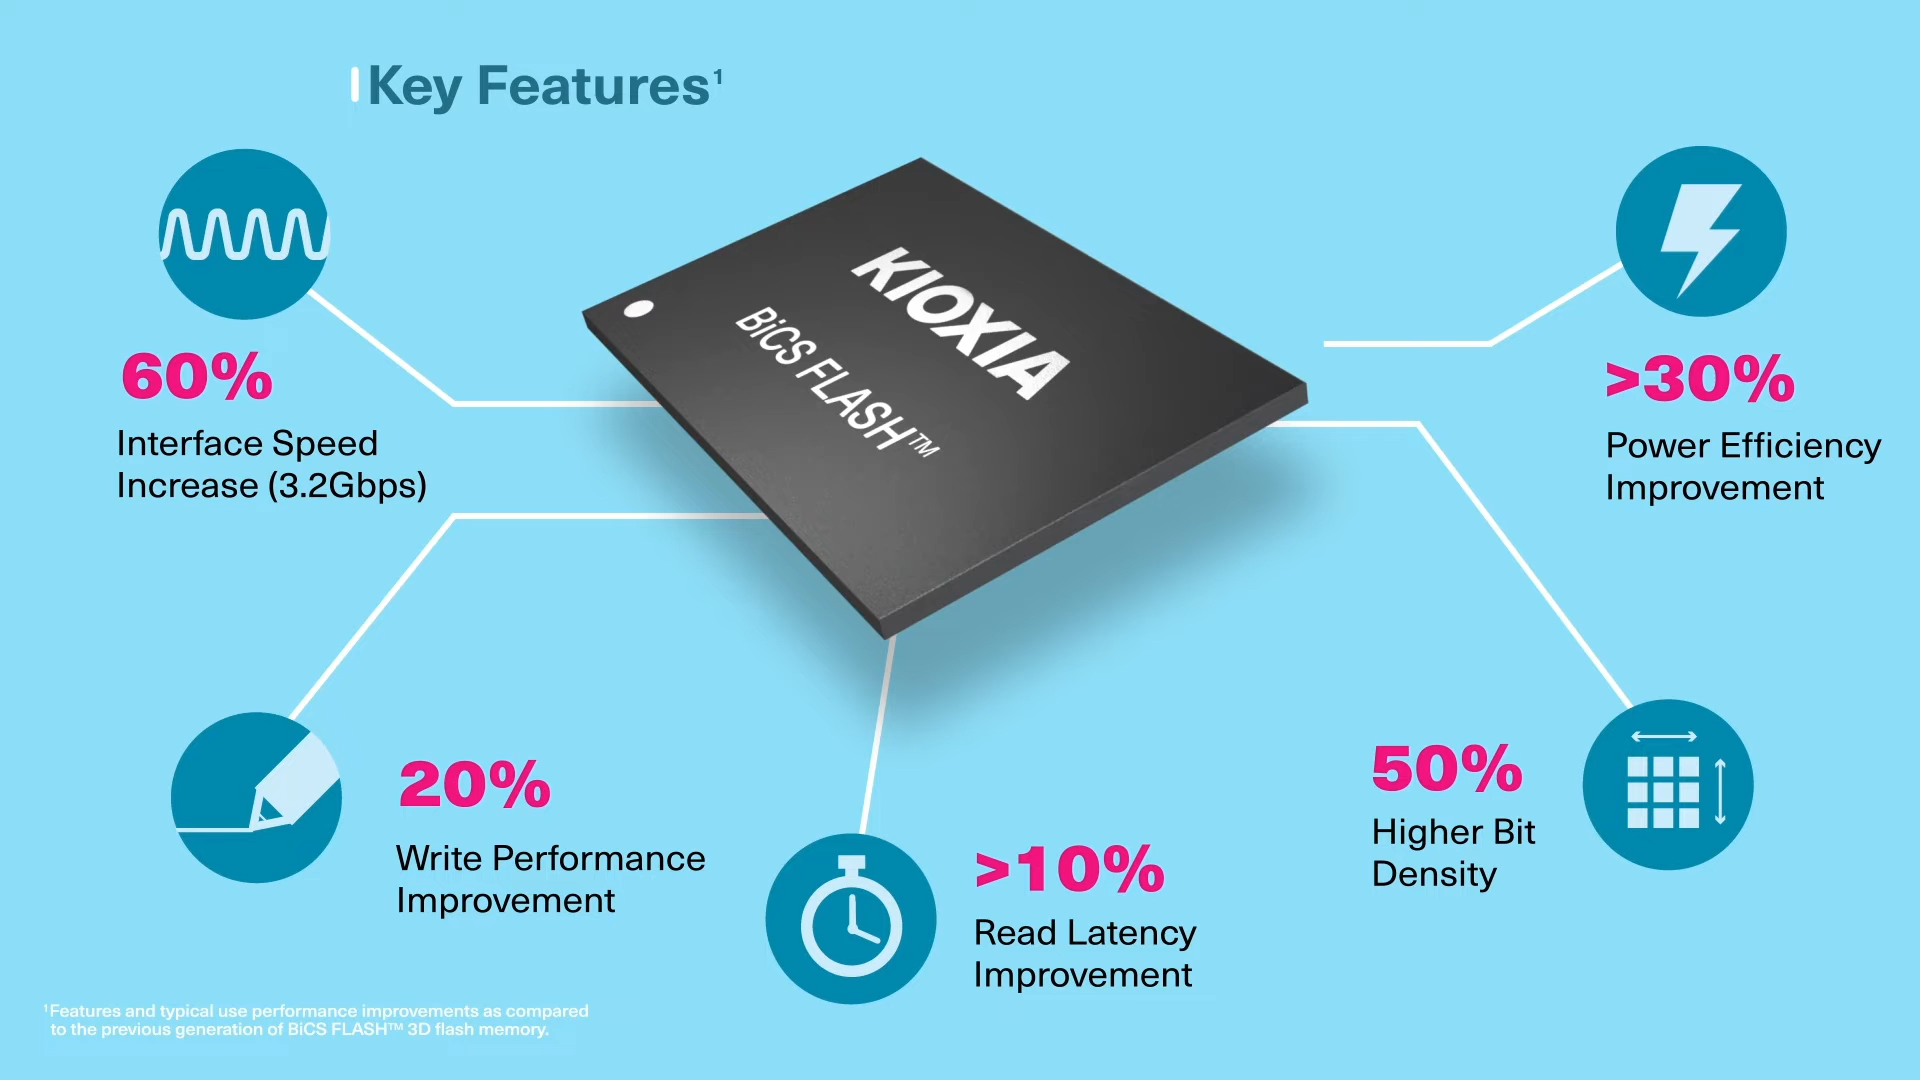 Key Features¹
KIOXIA
BiCS FLASH™
60%
Interface Speed
Increase (3.2Gbps)
>30%
Power Efficiency
Improvement
20%
Write Performance
Improvement
>10%
Read Latency
Improvement
50%
Higher Bit
Density
¹Features and typical use performance improvements as compared
to the previous generation of BiCS FLASH™ 3D flash memory.